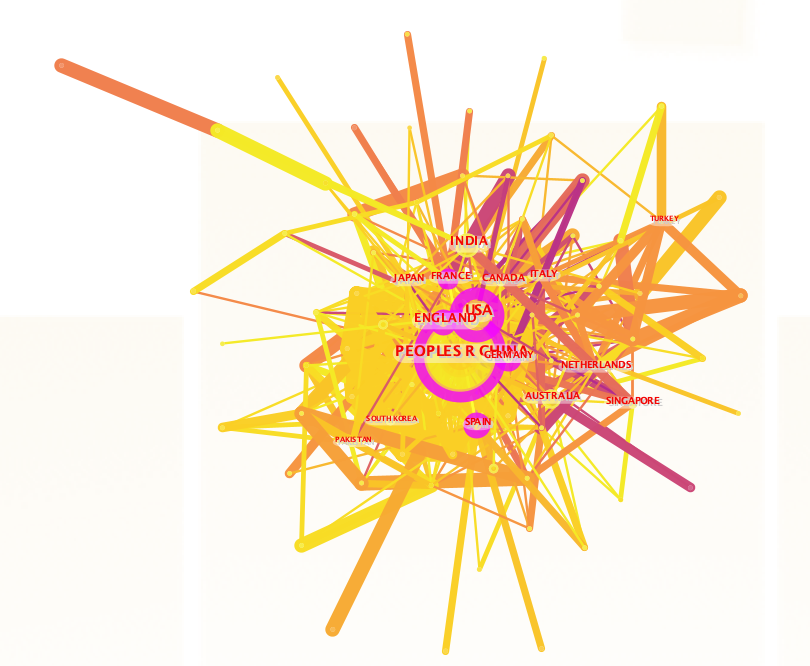 TURKEY
INDIA
JAPAN FRANCE CANADA ITALY
USA
ENGLAND
PEOPLES R CHINA
GERMANY
NETHERLANDS
AUSTRALIA
SINGAPORE
SOUTH KOREA
SPAIN
PAKISTAN